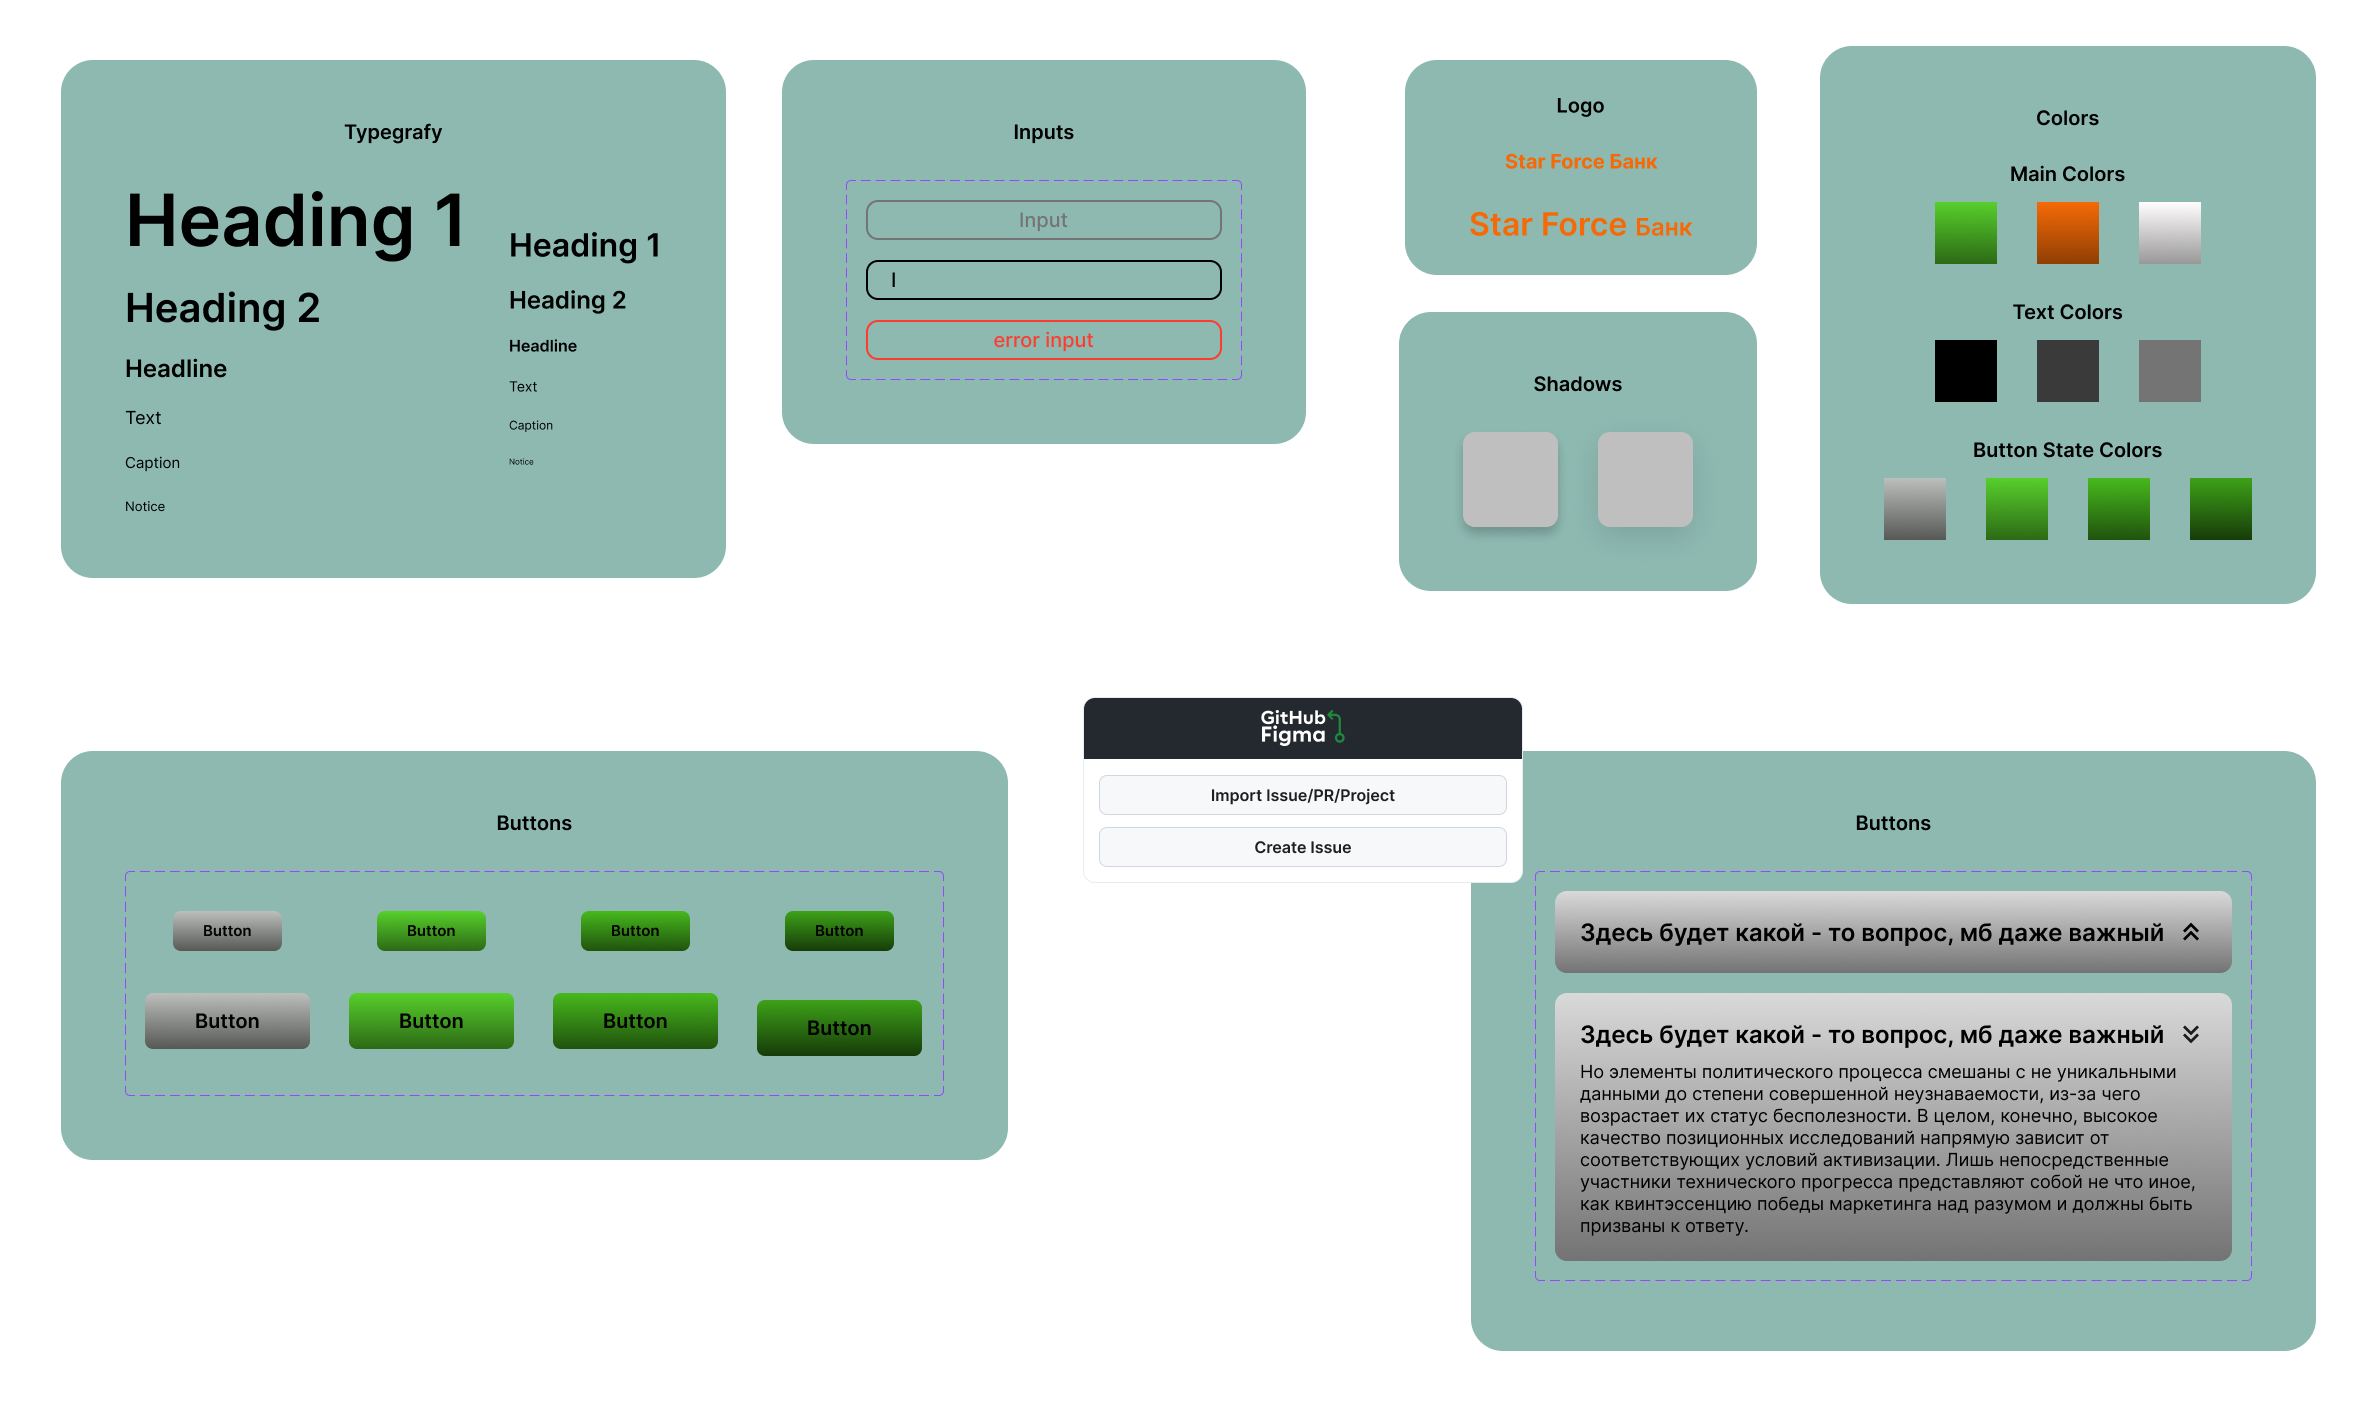 Typegrafy
Heading 1
Heading 2
Headline
Text
Caption
Notice
Heading 1
Heading 2
Headline
Text
Caption
Notice
Inputs
Input
error input
Logo
Star Force Банк
Star Force Банк
Shadows
Colors
Main Colors
Text Colors
Button State Colors
Buttons
Button Button Button Button
Button Button Button Button
GitHub
Figma
Import Issue/PR/Project
Create Issue
Buttons
Здесь будет какой - то вопрос, мб даже важный
Здесь будет какой - то вопрос, мб даже важный
Но элементы политического процесса смешаны с не уникальными
данными до степени совершенной неузнаваемости, из-за чего
возрастает их статус бесполезности. В целом, конечно, высокое
качество позиционных исследований напрямую зависит от
соответствующих условий активизации. Лишь непосредственные
участники технического прогресса представляют собой не что иное,
как квинтэссенцию победы маркетинга над разумом и должны быть
призваны к ответу.